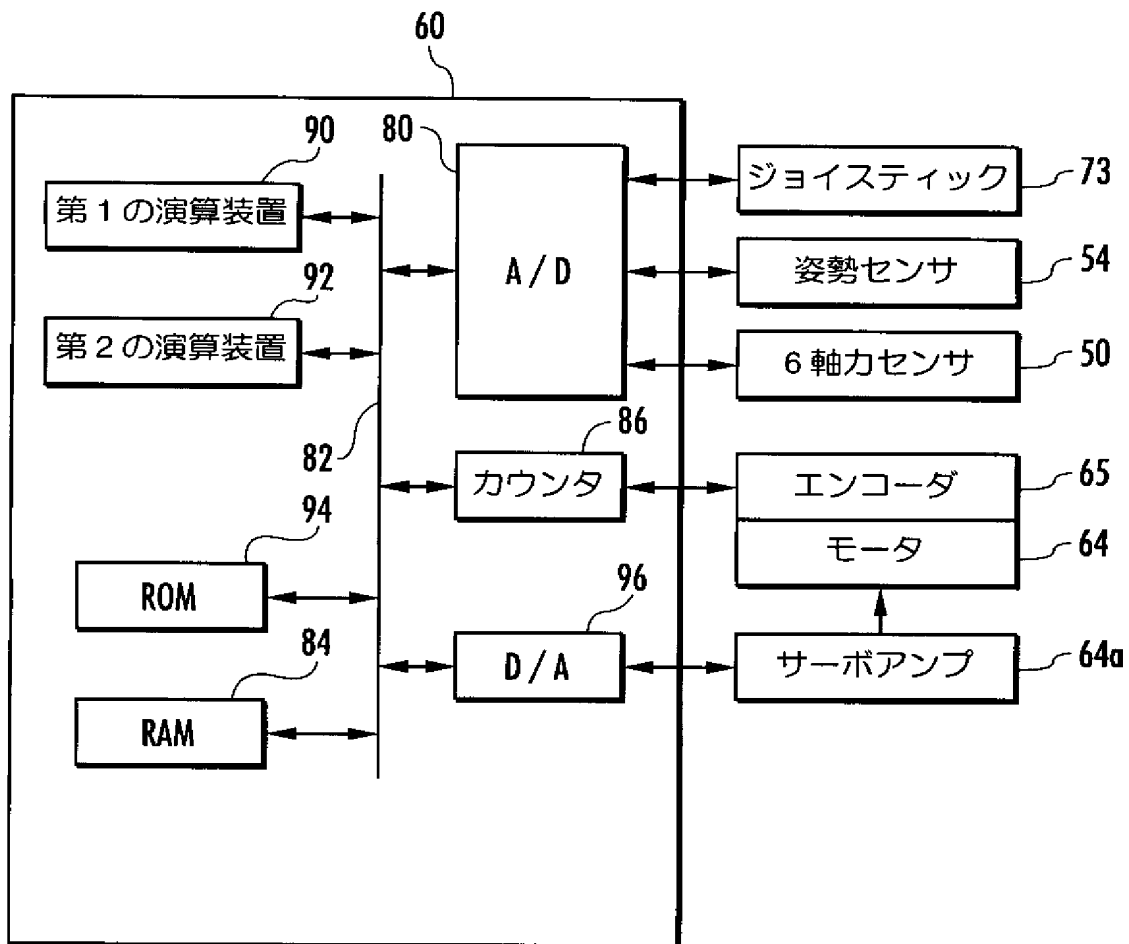 60
90
80
第1の演算装置
ジョイスティック
73
92
A/D
姿勢センサ
54
第2の演算装置
6軸力センサ
50
82
86
カウンタ
エンコーダ
65
94
モータ
64
ROM
96
84
D/A
サーボアンプ
64a
RAM